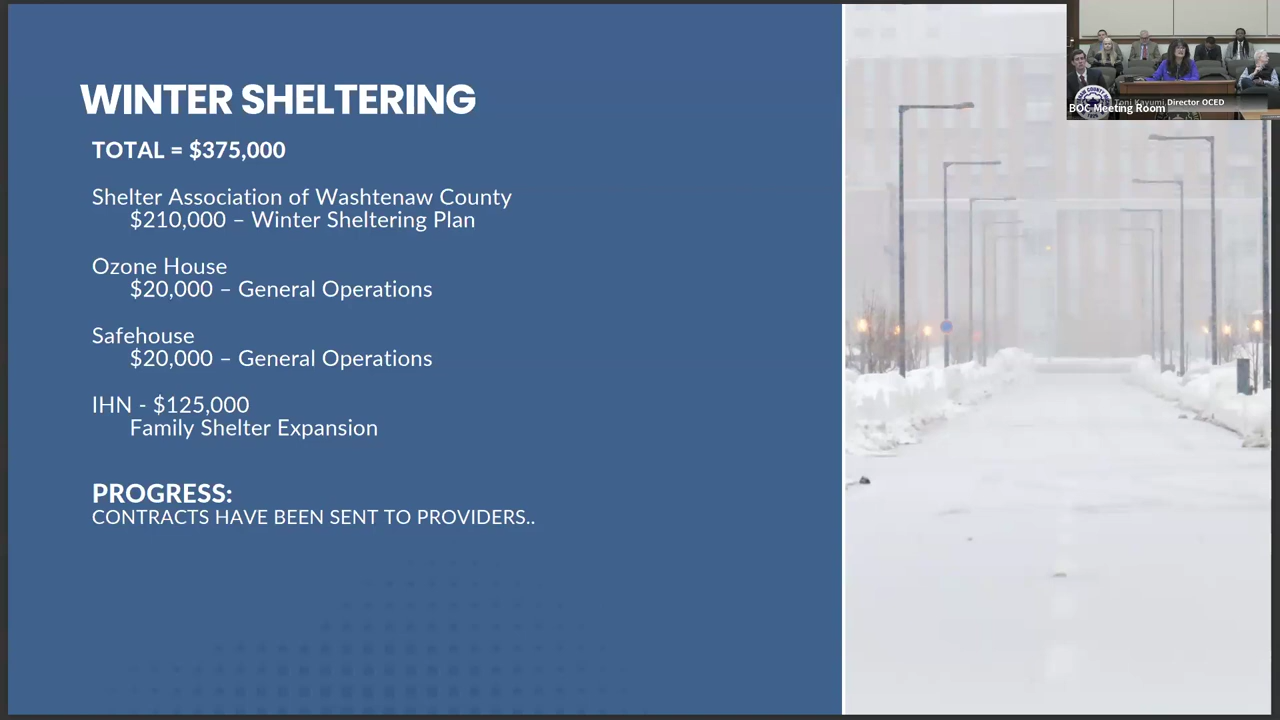 WINTER SHELTERING
TOTAL = $375,000
Shelter Association of Washtenaw County
$210,000 – Winter Sheltering Plan
Ozone House
$20,000 – General Operations
Safehouse
$20,000 – General Operations
IHN - $125,000
Family Shelter Expansion
PROGRESS:
CONTRACTS HAVE BEEN SENT TO PROVIDERS..
Director OCED
BOC Meeting Room